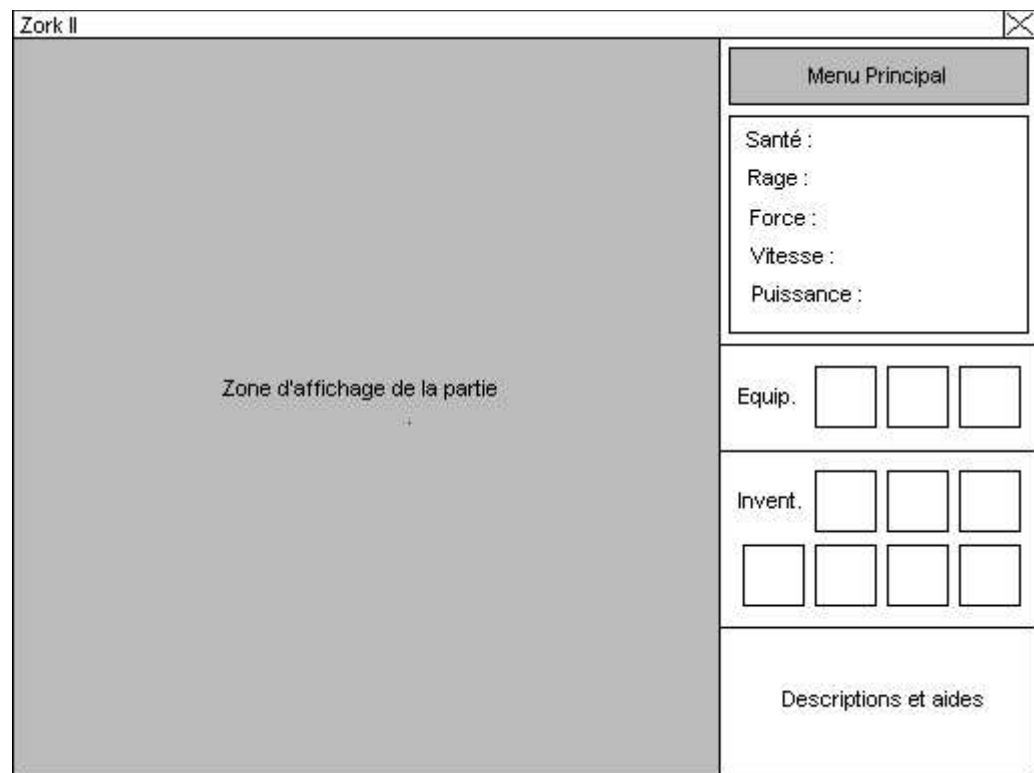 Zork II
Menu Principal
Santé :
Rage :
Force :
Vitesse :
Puissance :
Zone d'affichage de la partie
Equip.
Invent.
Descriptions et aides